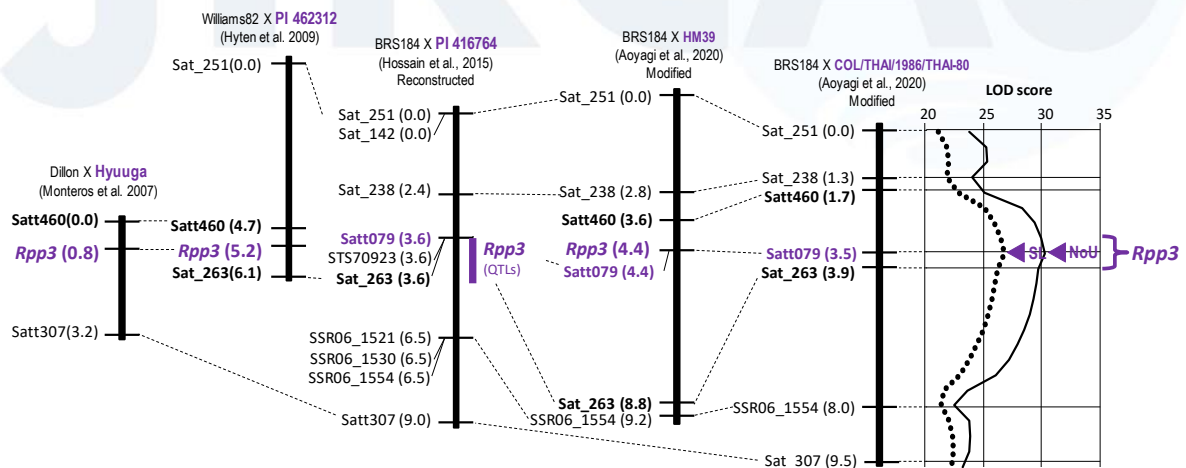 Williams82 X PI 462312
(Hyten et al. 2009)
Sat_251(0.0)
Satt460 (4.7)
Rpp3 (5.2)
Sat_263(6.1)
Dillon X Hyuuga
(Monteros et al. 2007)
Satt460(0.0)
Rpp3 (0.8)
Satt307(3.2)
BRS184 X PI 416764
(Hossain et al., 2015)
Reconstructed
Sat_251 (0.0)
Sat_142 (0.0)
Sat_238 (2.4)
Satt079 (3.6)
STS70923 (3.6)
Sat_263 (3.6)
Rpp3
(QTLs)
SSR06_1521 (6.5)
SSR06_1530 (6.5)
SSR06_1554 (6.5)
Satt307 (9.0)
BRS184 X HM39
(Aoyagi et al., 2020)
Modified
Sat_251 (0.0)
Sat_238 (2.8)
Satt460 (3.6)
Rpp3 (4.4)
Satt079 (4.4)
Sat_263 (8.8)
SSR06_1554 (9.2)
BRS184 X COL/THAI/1986/THAI-80
(Aoyagi et al., 2020)
Modified
Sat_251 (0.0)
Sat_238 (1.3)
Satt460 (1.7)
Satt079 (3.5)
Sat_263 (3.9)
SSR06_1554 (8.0)
Sat_307 (9.5)
LOD score
20 25 30 35
SL NoU Rpp3
JIRCAS